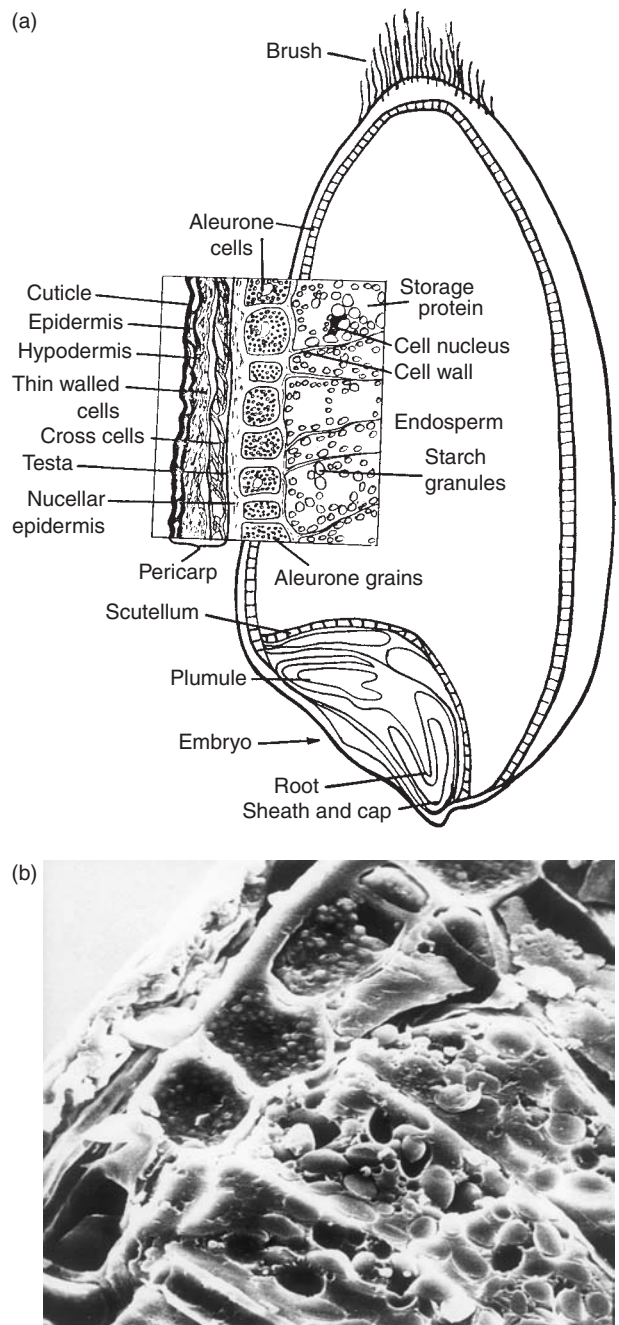 (a)
Brush
Aleurone
cells
Cuticle
Epidermis
Hypodermis
Thin walled
cells
Cross cells
Testa
Nucellar
epidermis
Pericarp
Storage
protein
Cell nucleus
Cell wall
Endosperm
Starch
granules
Aleurone grains
Scutellum
Plumule
Embryo
Root
Sheath and cap
(b)